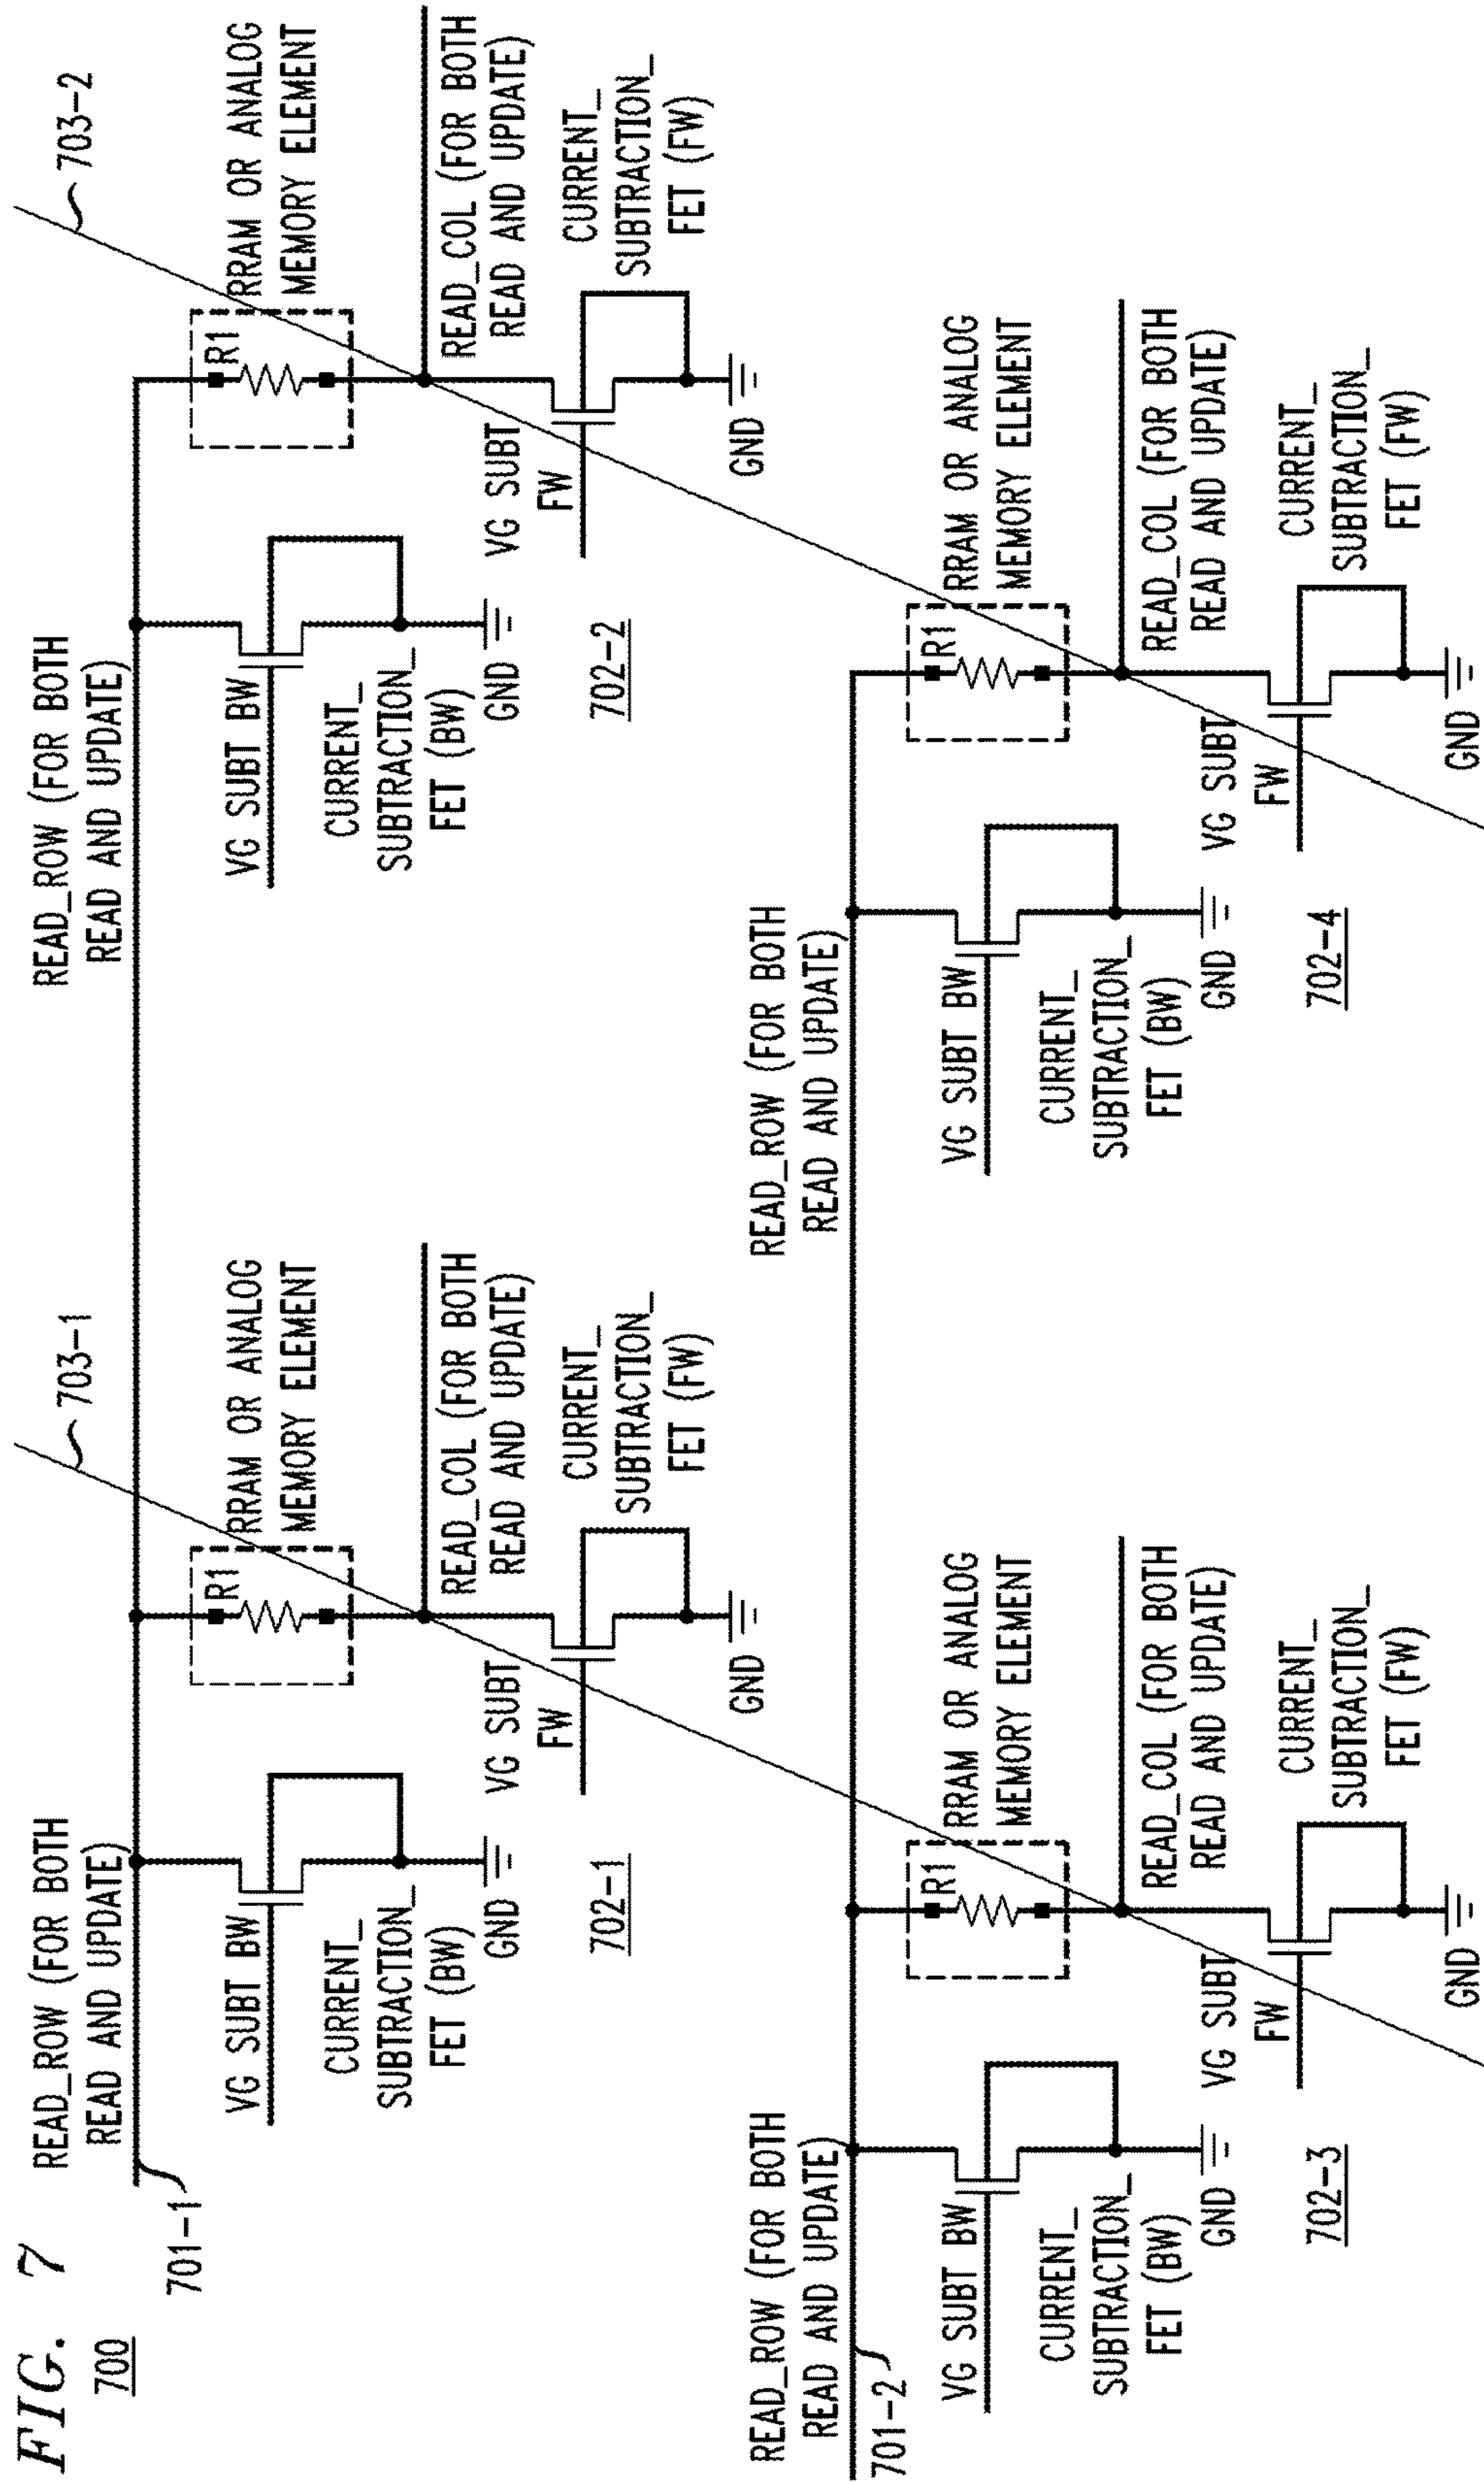 FIG. 7
700
READ_ROW (FOR BOTH
READ AND UPDATE)
701-1
VG SUBT BW
CURRENT_
SUBTRACTION_
FET (BW)
GND
702-1
703-1
R1
RRAM OR ANALOG
MEMORY ELEMENT
READ_COL (FOR BOTH
READ AND UPDATE)
VG SUBT
FW
CURRENT_
SUBTRACTION_
FET (FW)
GND
READ_ROW (FOR BOTH
READ AND UPDATE)
VG SUBT BW
CURRENT_
SUBTRACTION_
FET (BW)
GND
702-2
703-2
R1
RRAM OR ANALOG
MEMORY ELEMENT
READ_COL (FOR BOTH
READ AND UPDATE)
VG SUBT
FW
CURRENT_
SUBTRACTION_
FET (FW)
GND
READ_ROW (FOR BOTH
READ AND UPDATE)
701-2
VG SUBT BW
CURRENT_
SUBTRACTION_
FET (BW)
GND
702-3
R1
RRAM OR ANALOG
MEMORY ELEMENT
READ_COL (FOR BOTH
READ AND UPDATE)
VG SUBT
FW
CURRENT_
SUBTRACTION_
FET (FW)
GND
READ_ROW (FOR BOTH
READ AND UPDATE)
VG SUBT BW
CURRENT_
SUBTRACTION_
FET (BW)
GND
702-4
R1
RRAM OR ANALOG
MEMORY ELEMENT
READ_COL (FOR BOTH
READ AND UPDATE)
VG SUBT
FW
CURRENT_
SUBTRACTION_
FET (FW)
GND